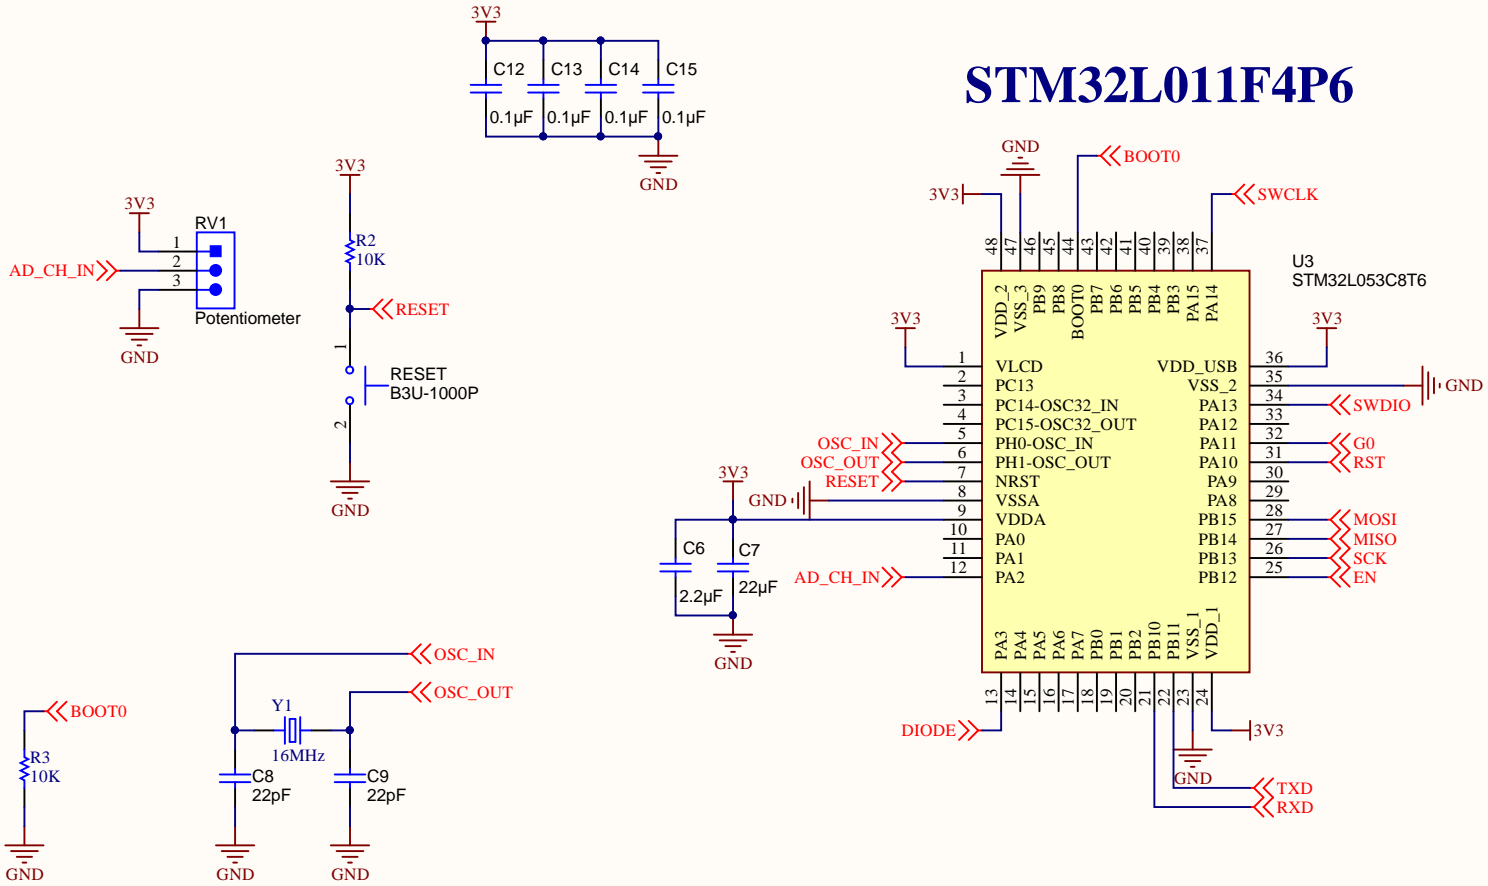 STM32L011F4P6
3V3
C12
C13
C14
C15
0.1µF
0.1µF
0.1µF
0.1µF
GND
3V3
RV1
1
2
3
AD_CH_IN
Potentiometer
GND
3V3
R2
10K
RESET
1
RESET
B3U-1000P
2
GND
GND
BOOT0
3V3
SWCLK
48
47
46
45
44
43
42
41
40
39
38
37
U3
STM32L053C8T6
VDD_2
VSS_3
PB9
PB8
BOOT0
PB7
PB6
PB5
PB4
PB3
PA15
PA14
3V3
3V3
1 VLCD
2 PC13
3 PC14-OSC32_IN
4 PC15-OSC32_OUT
OSC_IN 5 PH0-OSC_IN
OSC_OUT 6 PH1-OSC_OUT
RESET 7 NRST
GND 8 VSSA
9 VDDA
10 PA0
11 PA1
AD_CH_IN 12 PA2
VDD_USB 36
VSS_2 35 GND
PA13 34 SWDIO
PA12 33
PA11 32 G0
PA10 31 RST
PA9 30
PA8 29
PB15 28 MOSI
PB14 27 MISO
PB13 26 SCK
PB12 25 EN
3V3
C6
C7
2.2µF
22µF
GND
PA3
PA4
PA5
PA6
PA7
PB0
PB1
PB2
PB10
PB11
VSS_1
VDD_1
13
14
15
16
17
18
19
20
21
22
23
24
DIODE
3V3
GND
TXD
RXD
OSC_IN
OSC_OUT
Y1
16MHz
C8
22pF
C9
22pF
GND
GND
BOOT0
R3
10K
GND